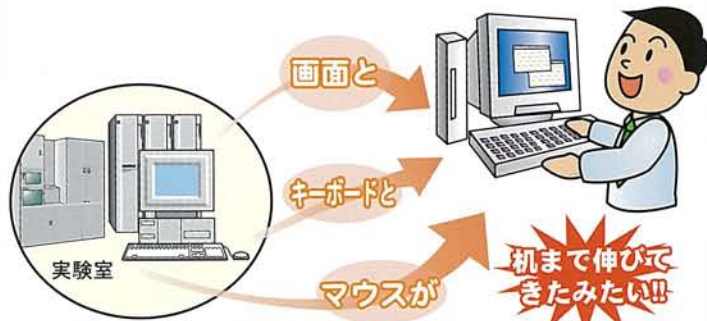 画面と
キーボードと
マウスが
実験室
机まで伸びて
きたみたい!!